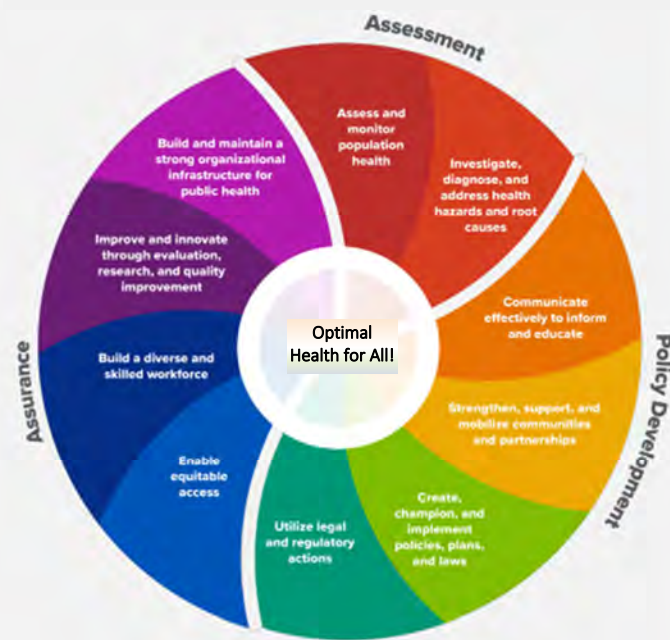 Assessment
Assess and
monitor
population
health
Investigate,
diagnose, and
address health
hazards and root
causes
Communicate
effectively to inform
and educate
Policy Development
Strengthen, support, and
mobilize communities
and partnerships
Create,
champion, and
implement
policies, plans,
and laws
Utilize legal
and regulatory
actions
Enable
equitable
access
Assurance
Build a diverse and
skilled workforce
Improve and innovate
through evaluation,
research, and quality
improvement
Build and maintain a
strong organizational
infrastructure for
public health
Optimal
Health for All!